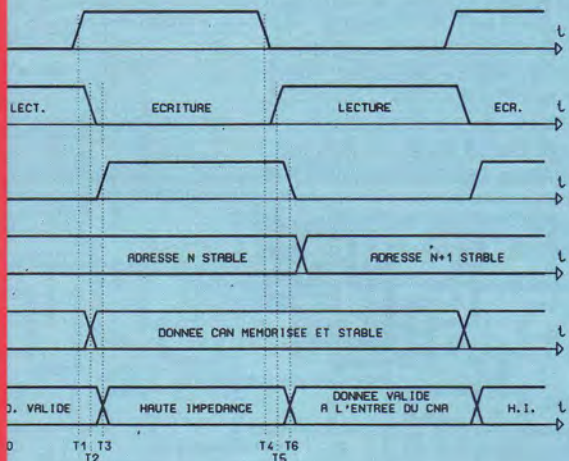 t
LECT. ECRITURE LECTURE ECR. t
t
ADRESSE N STABLE ADRESSE N+1 STABLE t
DONNEE CAN MEMORISEE ET STABLE t
D. VALIDE HAUTE IMPEDANCE DONNEE VALIDE A L'ENTREE DU CNA H.I. t
0 T1 T3 T4 T6
T2 T5